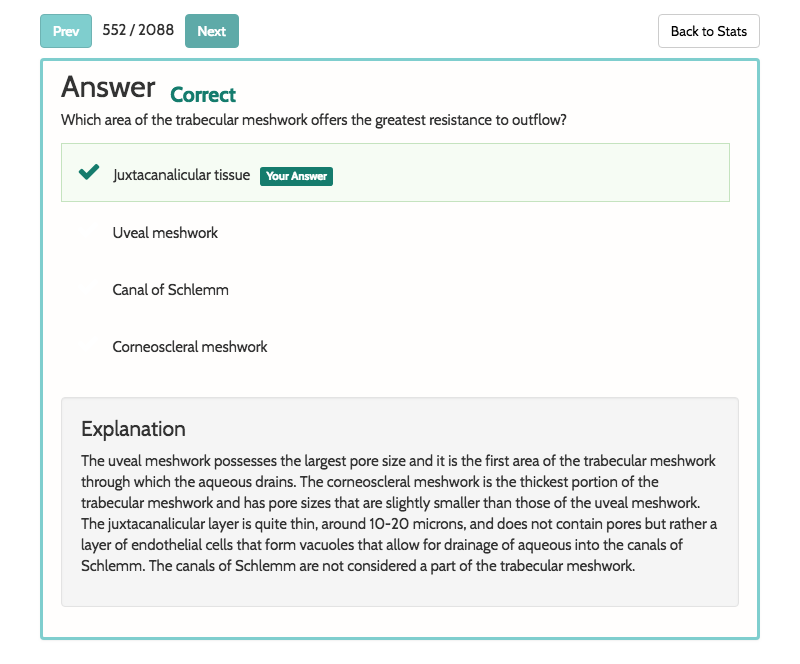 Prev 552 / 2088 Next Back to Stats
Answer Correct
Which area of the trabecular meshwork offers the greatest resistance to outflow?
Juxtacanalicular tissue Your Answer
Uveal meshwork
Canal of Schlemm
Corneoscleral meshwork
Explanation
The uveal meshwork possesses the largest pore size and it is the first area of the trabecular meshwork
through which the aqueous drains. The corneoscleral meshwork is the thickest portion of the
trabecular meshwork and has pore sizes that are slightly smaller than those of the uveal meshwork.
The juxtacanalicular layer is quite thin, around 10-20 microns, and does not contain pores but rather a
layer of endothelial cells that form vacuoles that allow for drainage of aqueous into the canals of
Schlemm. The canals of Schlemm are not considered a part of the trabecular meshwork.